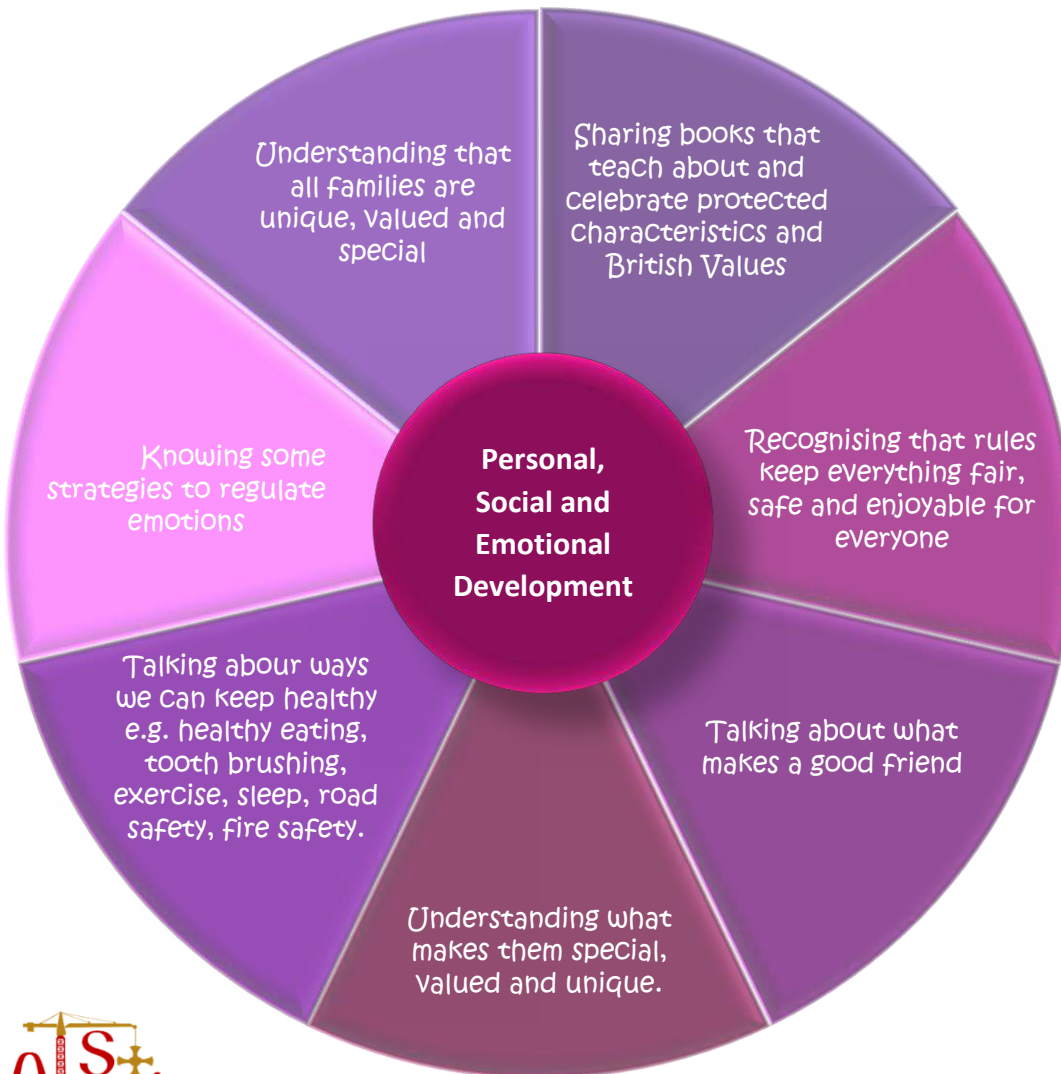 Sharing books that
teach about and
celebrate protected
characteristics and
British Values
Recognising that rules
keep everything fair,
safe and enjoyable for
everyone
Talking about what
makes a good friend
Understanding what
makes them special,
valued and unique.
Talking abour ways
we can keep healthy
e.g. healthy eating,
tooth brushing,
exercise, sleep, road
safety, fire safety.
Knowing some
strategies to regulate
emotions
Understanding that
all families are
unique, valued and
special
Personal,
Social and
Emotional
Development